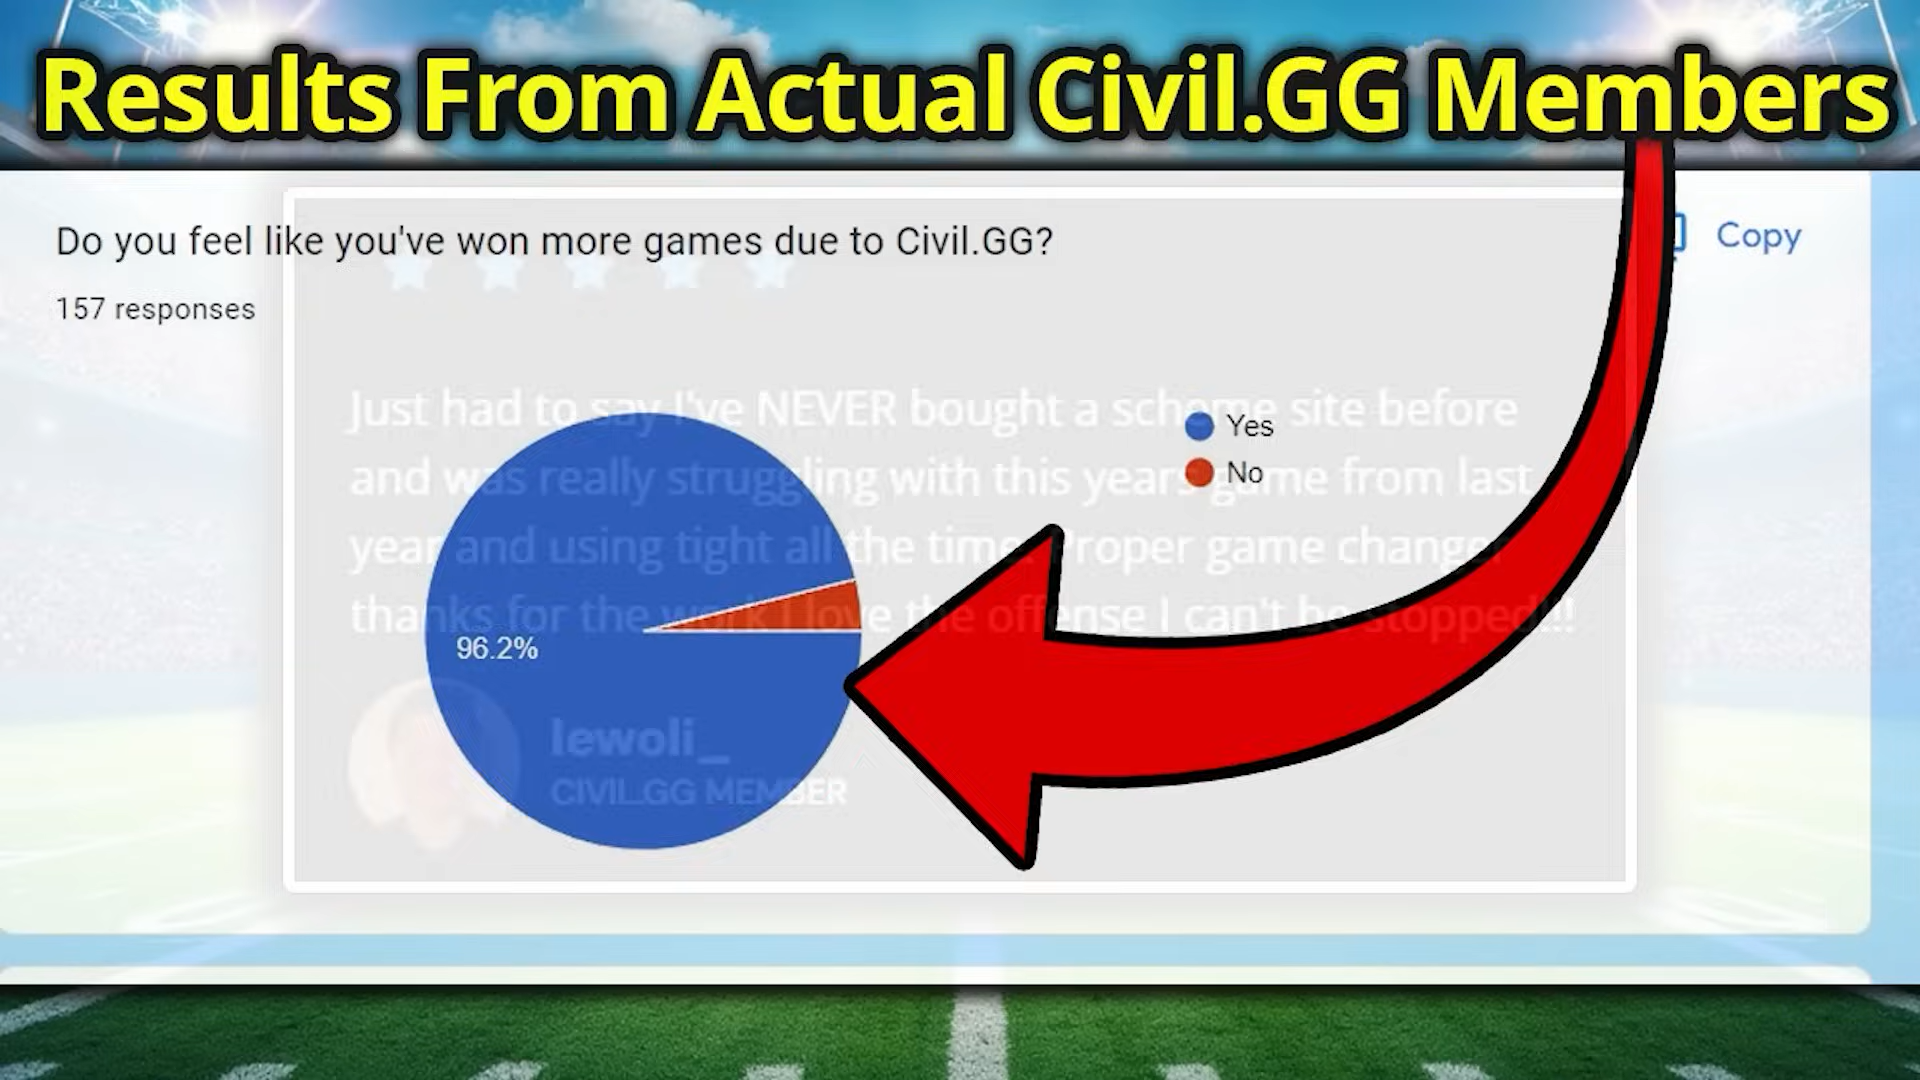 Results From Actual Civil.GG Members
Do you feel like you've won more games due to Civil.GG?
Copy
157 responses
Yes
No
96.2%
Just had to say I've NEVER bought a scheme site before
and was really struggling with this years game from last
year and using tight all the time. Proper game changer
thanks for the work I love the offense I can't be stopped!!!
lewoli_
CIVIL.GG MEMBER